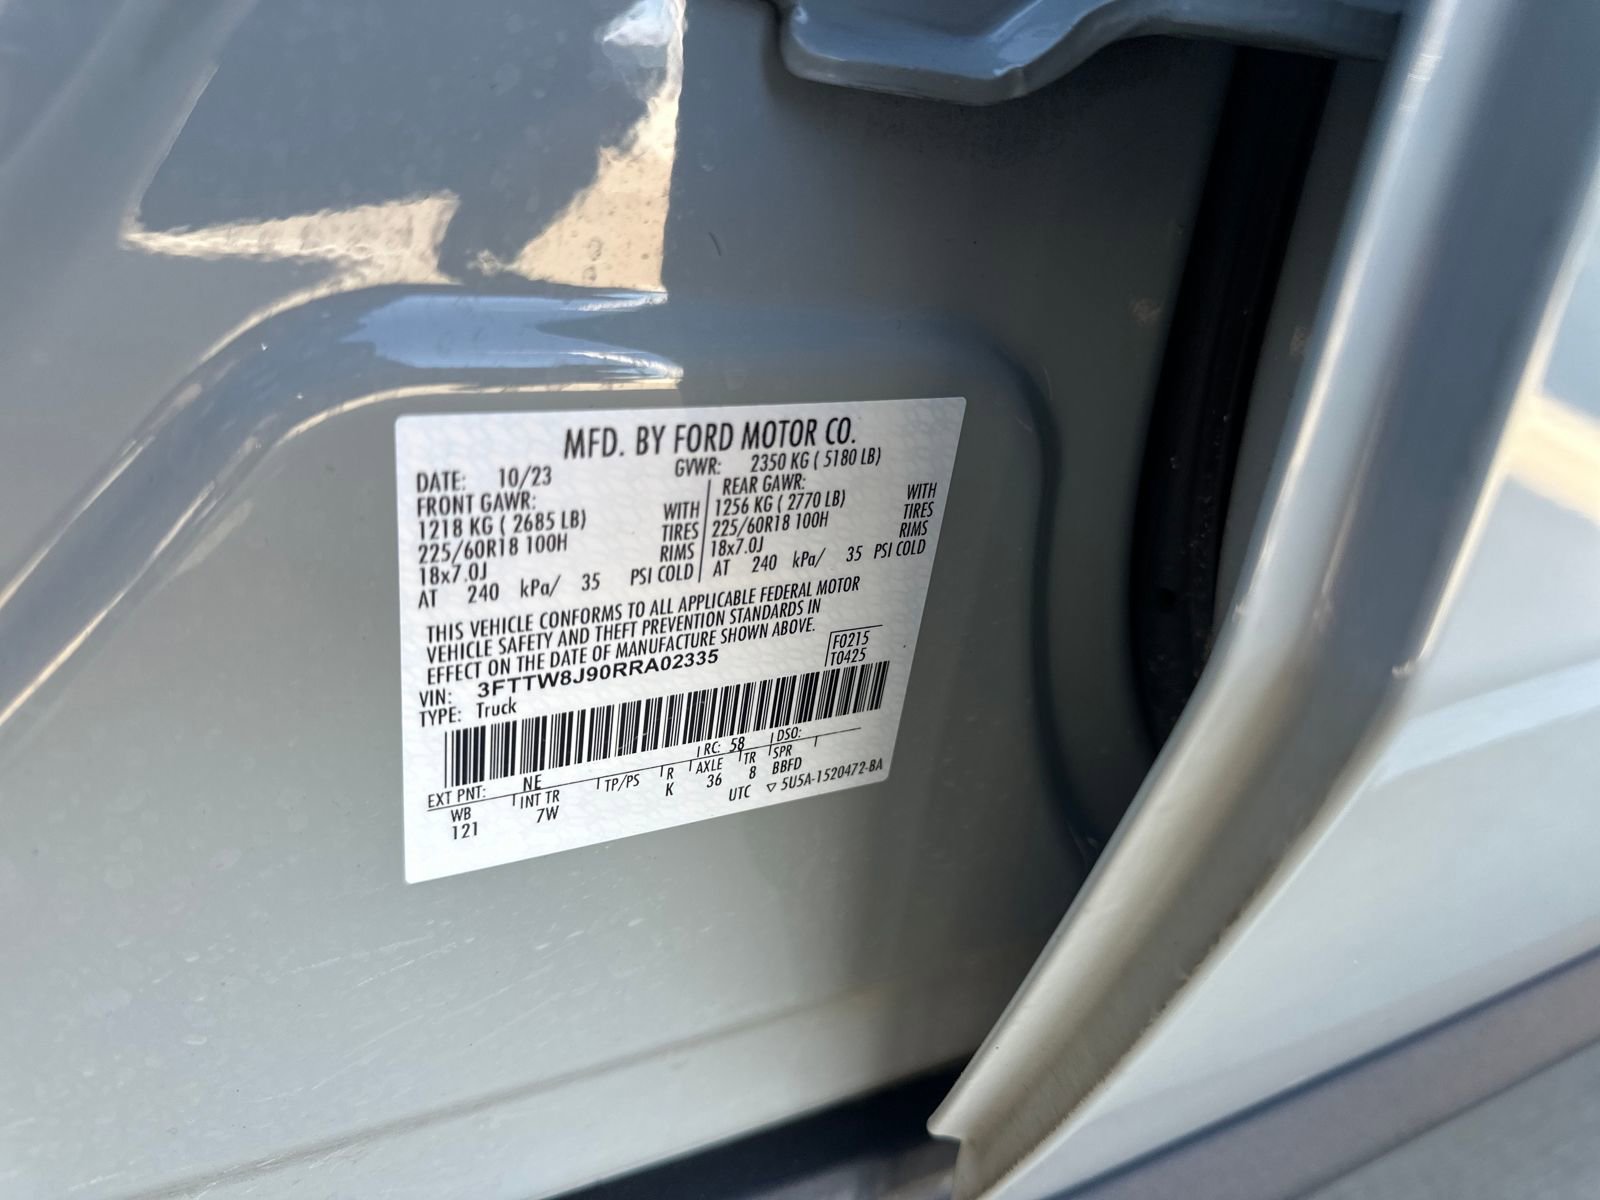 MFD. BY FORD MOTOR CO.
DATE: 10/23 GVWR: 2350 KG ( 5180 LB)
FRONT GAWR: WITH REAR GAWR: WITH
1218 KG ( 2685 LB) TIRES 1256 KG ( 2770 LB) TIRES
225/60R18 100H RIMS 225/60R18 100H RIMS
18x7.0J 18x7.0J
AT 240 kPa/ 35 PSI COLD AT 240 kPa/ 35 PSI COLD
THIS VEHICLE CONFORMS TO ALL APPLICABLE FEDERAL MOTOR
VEHICLE SAFETY AND THEFT PREVENTION STANDARDS IN
EFFECT ON THE DATE OF MANUFACTURE SHOWN ABOVE.
F0215
VIN: 3FTTW8J90RRA02335 T0425
TYPE: Truck
EXT PNT: NE RC: 58 DSO:
WB INT TR TP/PS R AXLE TR SPR
121 7W K 36 8 BBFD
UTC ▽ 5U5A-1520472-BA